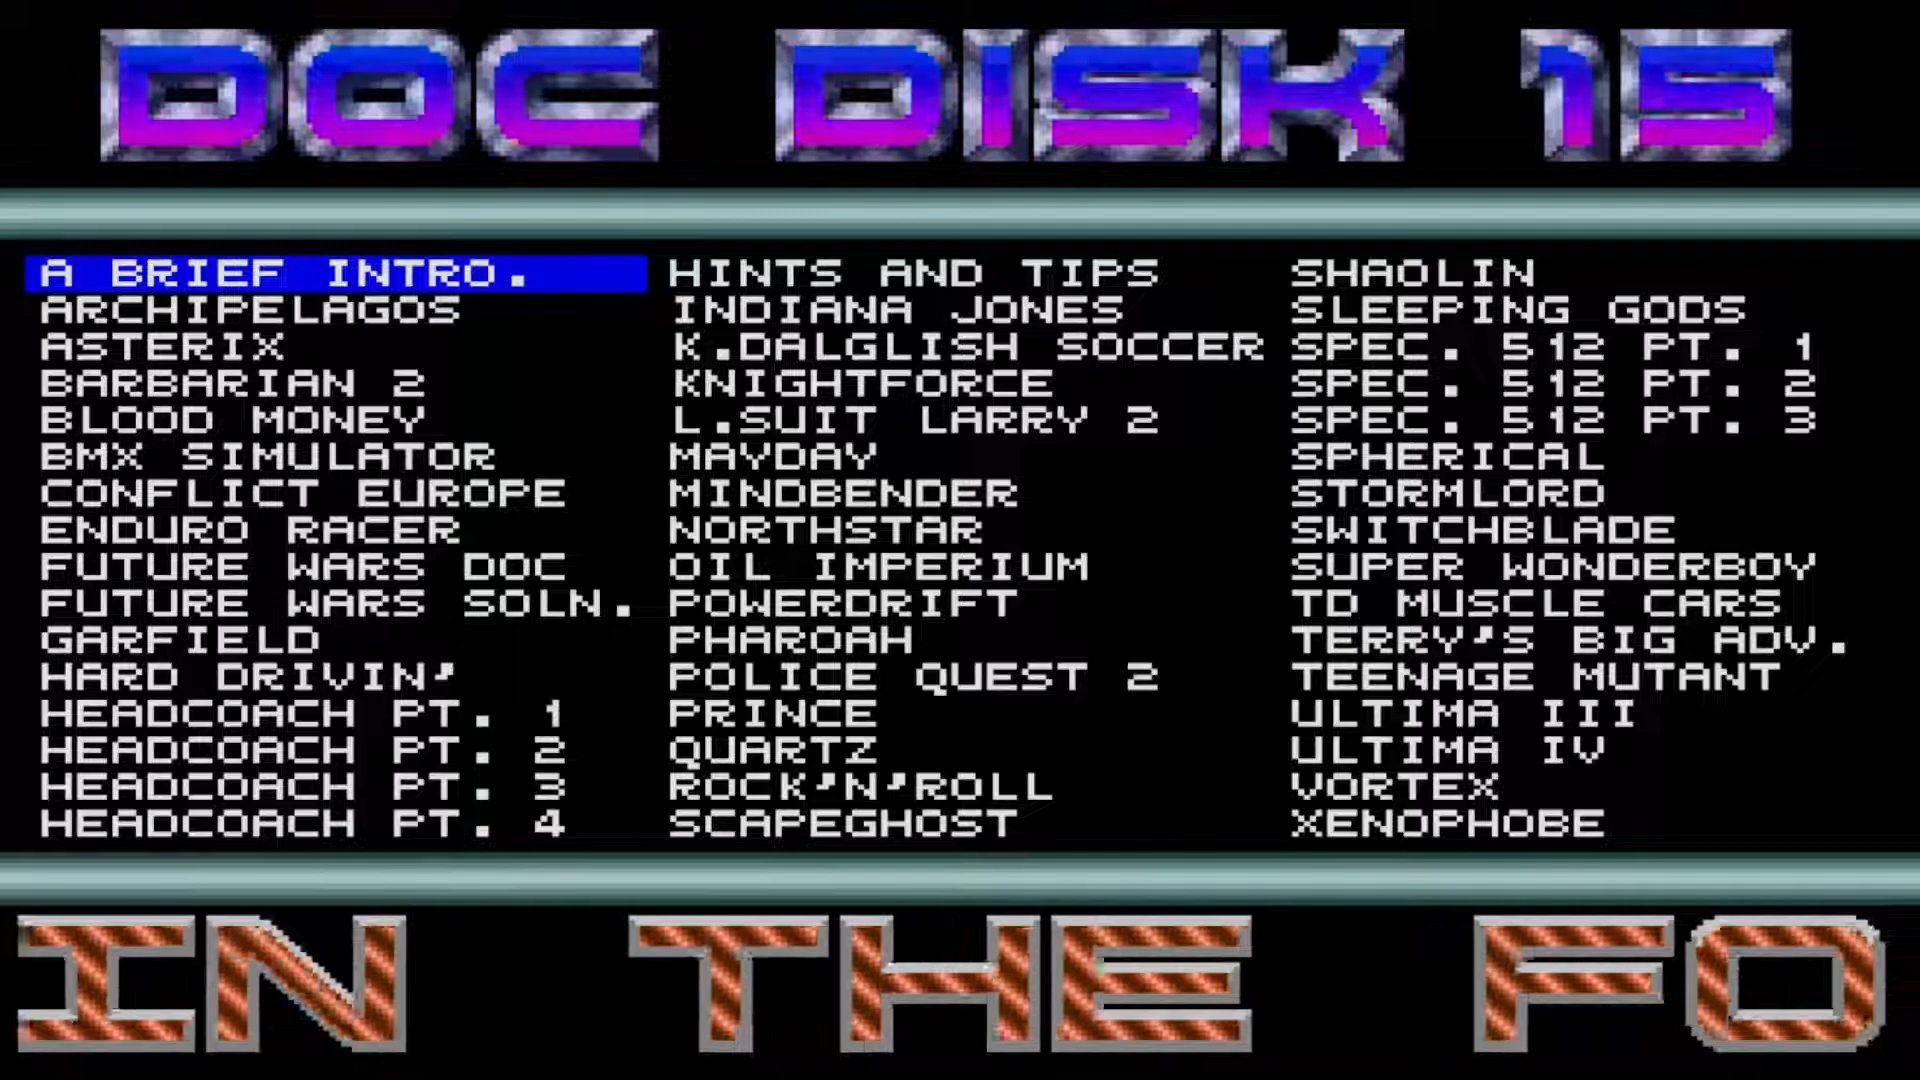 DOC DISK 15
A BRIEF INTRO.
ARCHIPELAGOS
ASTERIX
BARBARIAN 2
BLOOD MONEY
BMX SIMULATOR
CONFLICT EUROPE
ENDURO RACER
FUTURE WARS DOC
FUTURE WARS SOLN.
GARFIELD
HARD DRIVIN'
HEADCOACH PT. 1
HEADCOACH PT. 2
HEADCOACH PT. 3
HEADCOACH PT. 4
HINTS AND TIPS
INDIANA JONES
K.DALGLISH SOCCER
KNIGHTFORCE
L.SUIT LARRY 2
MAYDAY
MINDBENDER
NORTHSTAR
OIL IMPERIUM
POWERDRIFT
PHAROAH
POLICE QUEST 2
PRINCE
QUARTZ
ROCK'N'ROLL
SCAPEGHOST
SHAOLIN
SLEEPING GODS
SPEC. 512 PT. 1
SPEC. 512 PT. 2
SPEC. 512 PT. 3
SPHERICAL
STORMLORD
SWITCHBLADE
SUPER WONDERBOY
TD MUSCLE CARS
TERRY'S BIG ADV.
TEENAGE MUTANT
ULTIMA III
ULTIMA IV
VORTEX
XENOPHOBE
IN THE FO